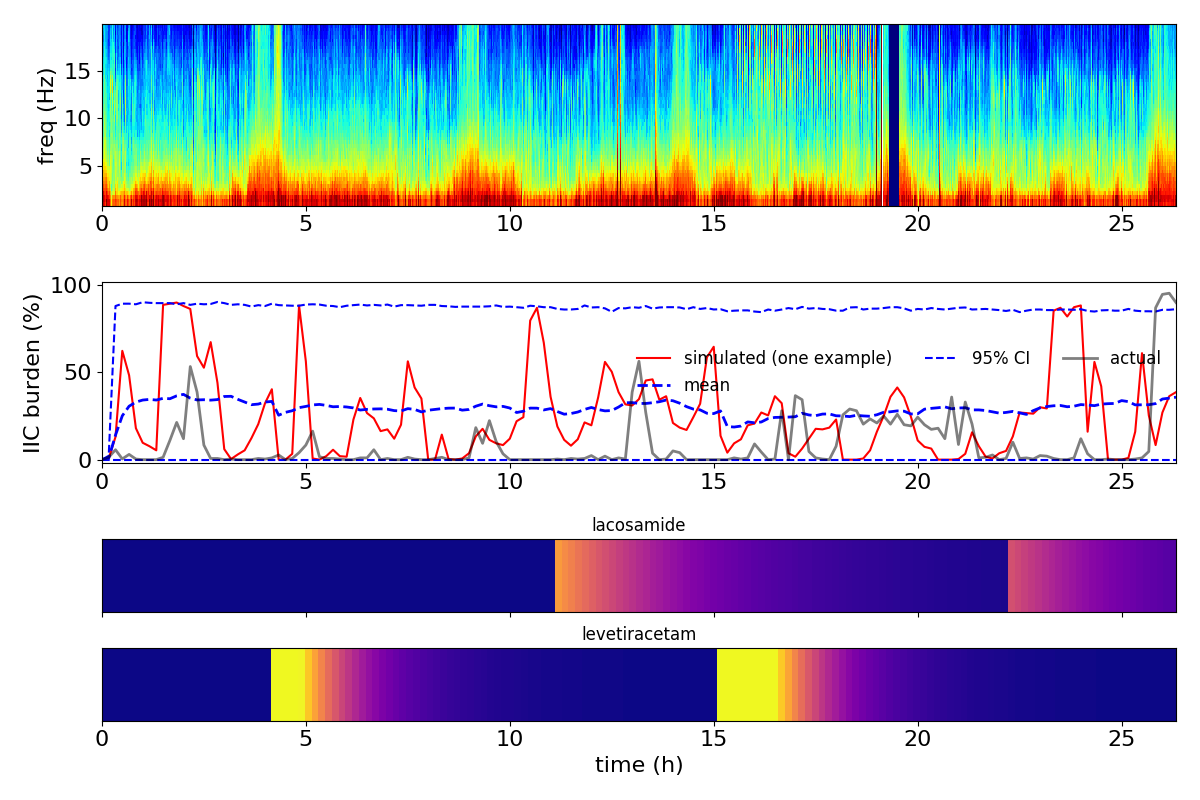 freq (Hz)
15
10
5
0 5 10 15 20 25
IIC burden (%)
100
50
0
simulated (one example) 95% CI actual
mean
0 5 10 15 20 25
lacosamide
levetiracetam
0 5 10 15 20 25
time (h)